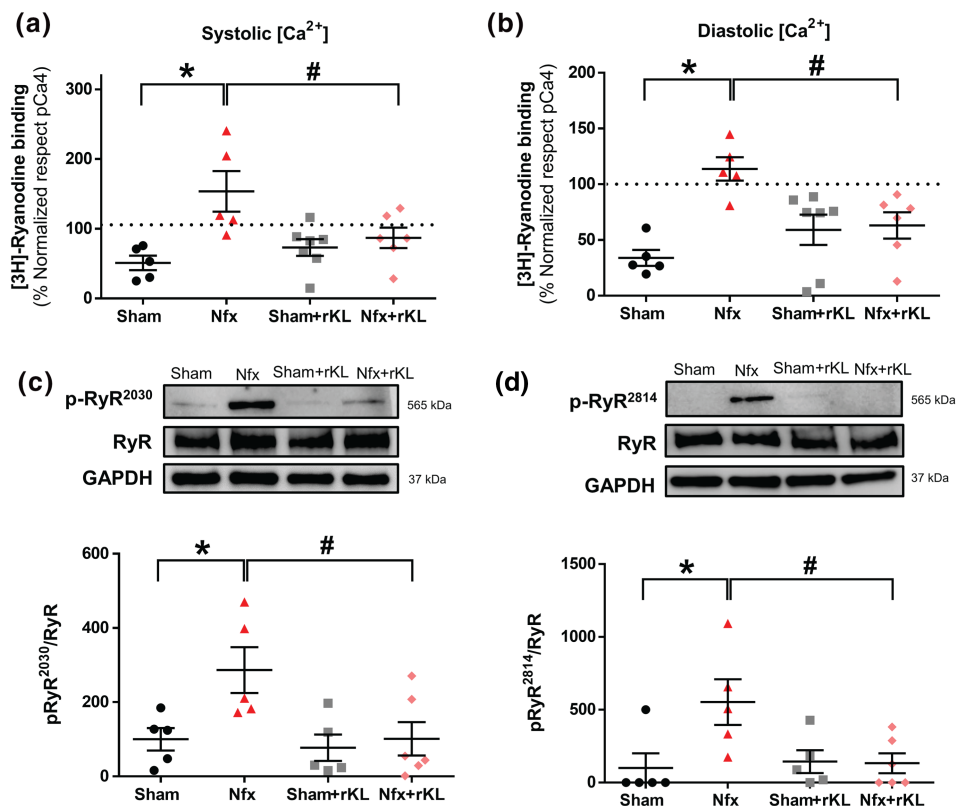 (a)
Systolic [Ca2+]
*
#
[3H]-Ryanodine binding
(% Normalized respect pCa4)
300
200
100
0
Sham Nfx Sham+rKL Nfx+rKL
(b)
Diastolic [Ca2+]
*
#
[3H]-Ryanodine binding
(% Normalized respect pCa4)
200
150
100
50
0
Sham Nfx Sham+rKL Nfx+rKL
(c)
Sham Nfx Sham+rKL Nfx+rKL
p-RyR2030 565 kDa
RyR
GAPDH 37 kDa
*
#
pRyR2030/RyR
600
400
200
0
Sham Nfx Sham+rKL Nfx+rKL
(d)
Sham Nfx Sham+rKL Nfx+rKL
p-RyR2814 565 kDa
RyR
GAPDH 37 kDa
*
#
pRyR2814/RyR
1500
1000
500
0
Sham Nfx Sham+rKL Nfx+rKL